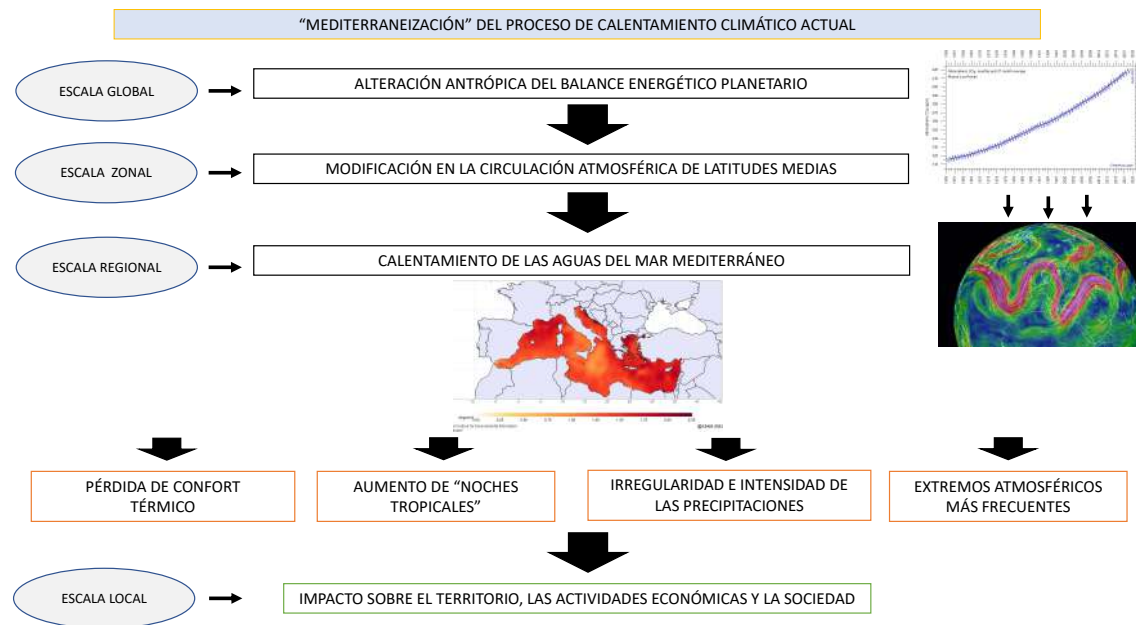 “MEDITERRANEIZACIÓN” DEL PROCESO DE CALENTAMIENTO CLIMÁTICO ACTUAL
ESCALA GLOBAL
ALTERACIÓN ANTRÓPICA DEL BALANCE ENERGÉTICO PLANETARIO
ESCALA ZONAL
MODIFICACIÓN EN LA CIRCULACIÓN ATMOSFÉRICA DE LATITUDES MEDIAS
ESCALA REGIONAL
CALENTAMIENTO DE LAS AGUAS DEL MAR MEDITERRÁNEO
PÉRDIDA DE CONFORT
TÉRMICO
AUMENTO DE “NOCHES
TROPICALES”
IRREGULARIDAD E INTENSIDAD DE
LAS PRECIPITACIONES
EXTREMOS ATMOSFÉRICOS
MÁS FRECUENTES
ESCALA LOCAL
IMPACTO SOBRE EL TERRITORIO, LAS ACTIVIDADES ECONÓMICAS Y LA SOCIEDAD